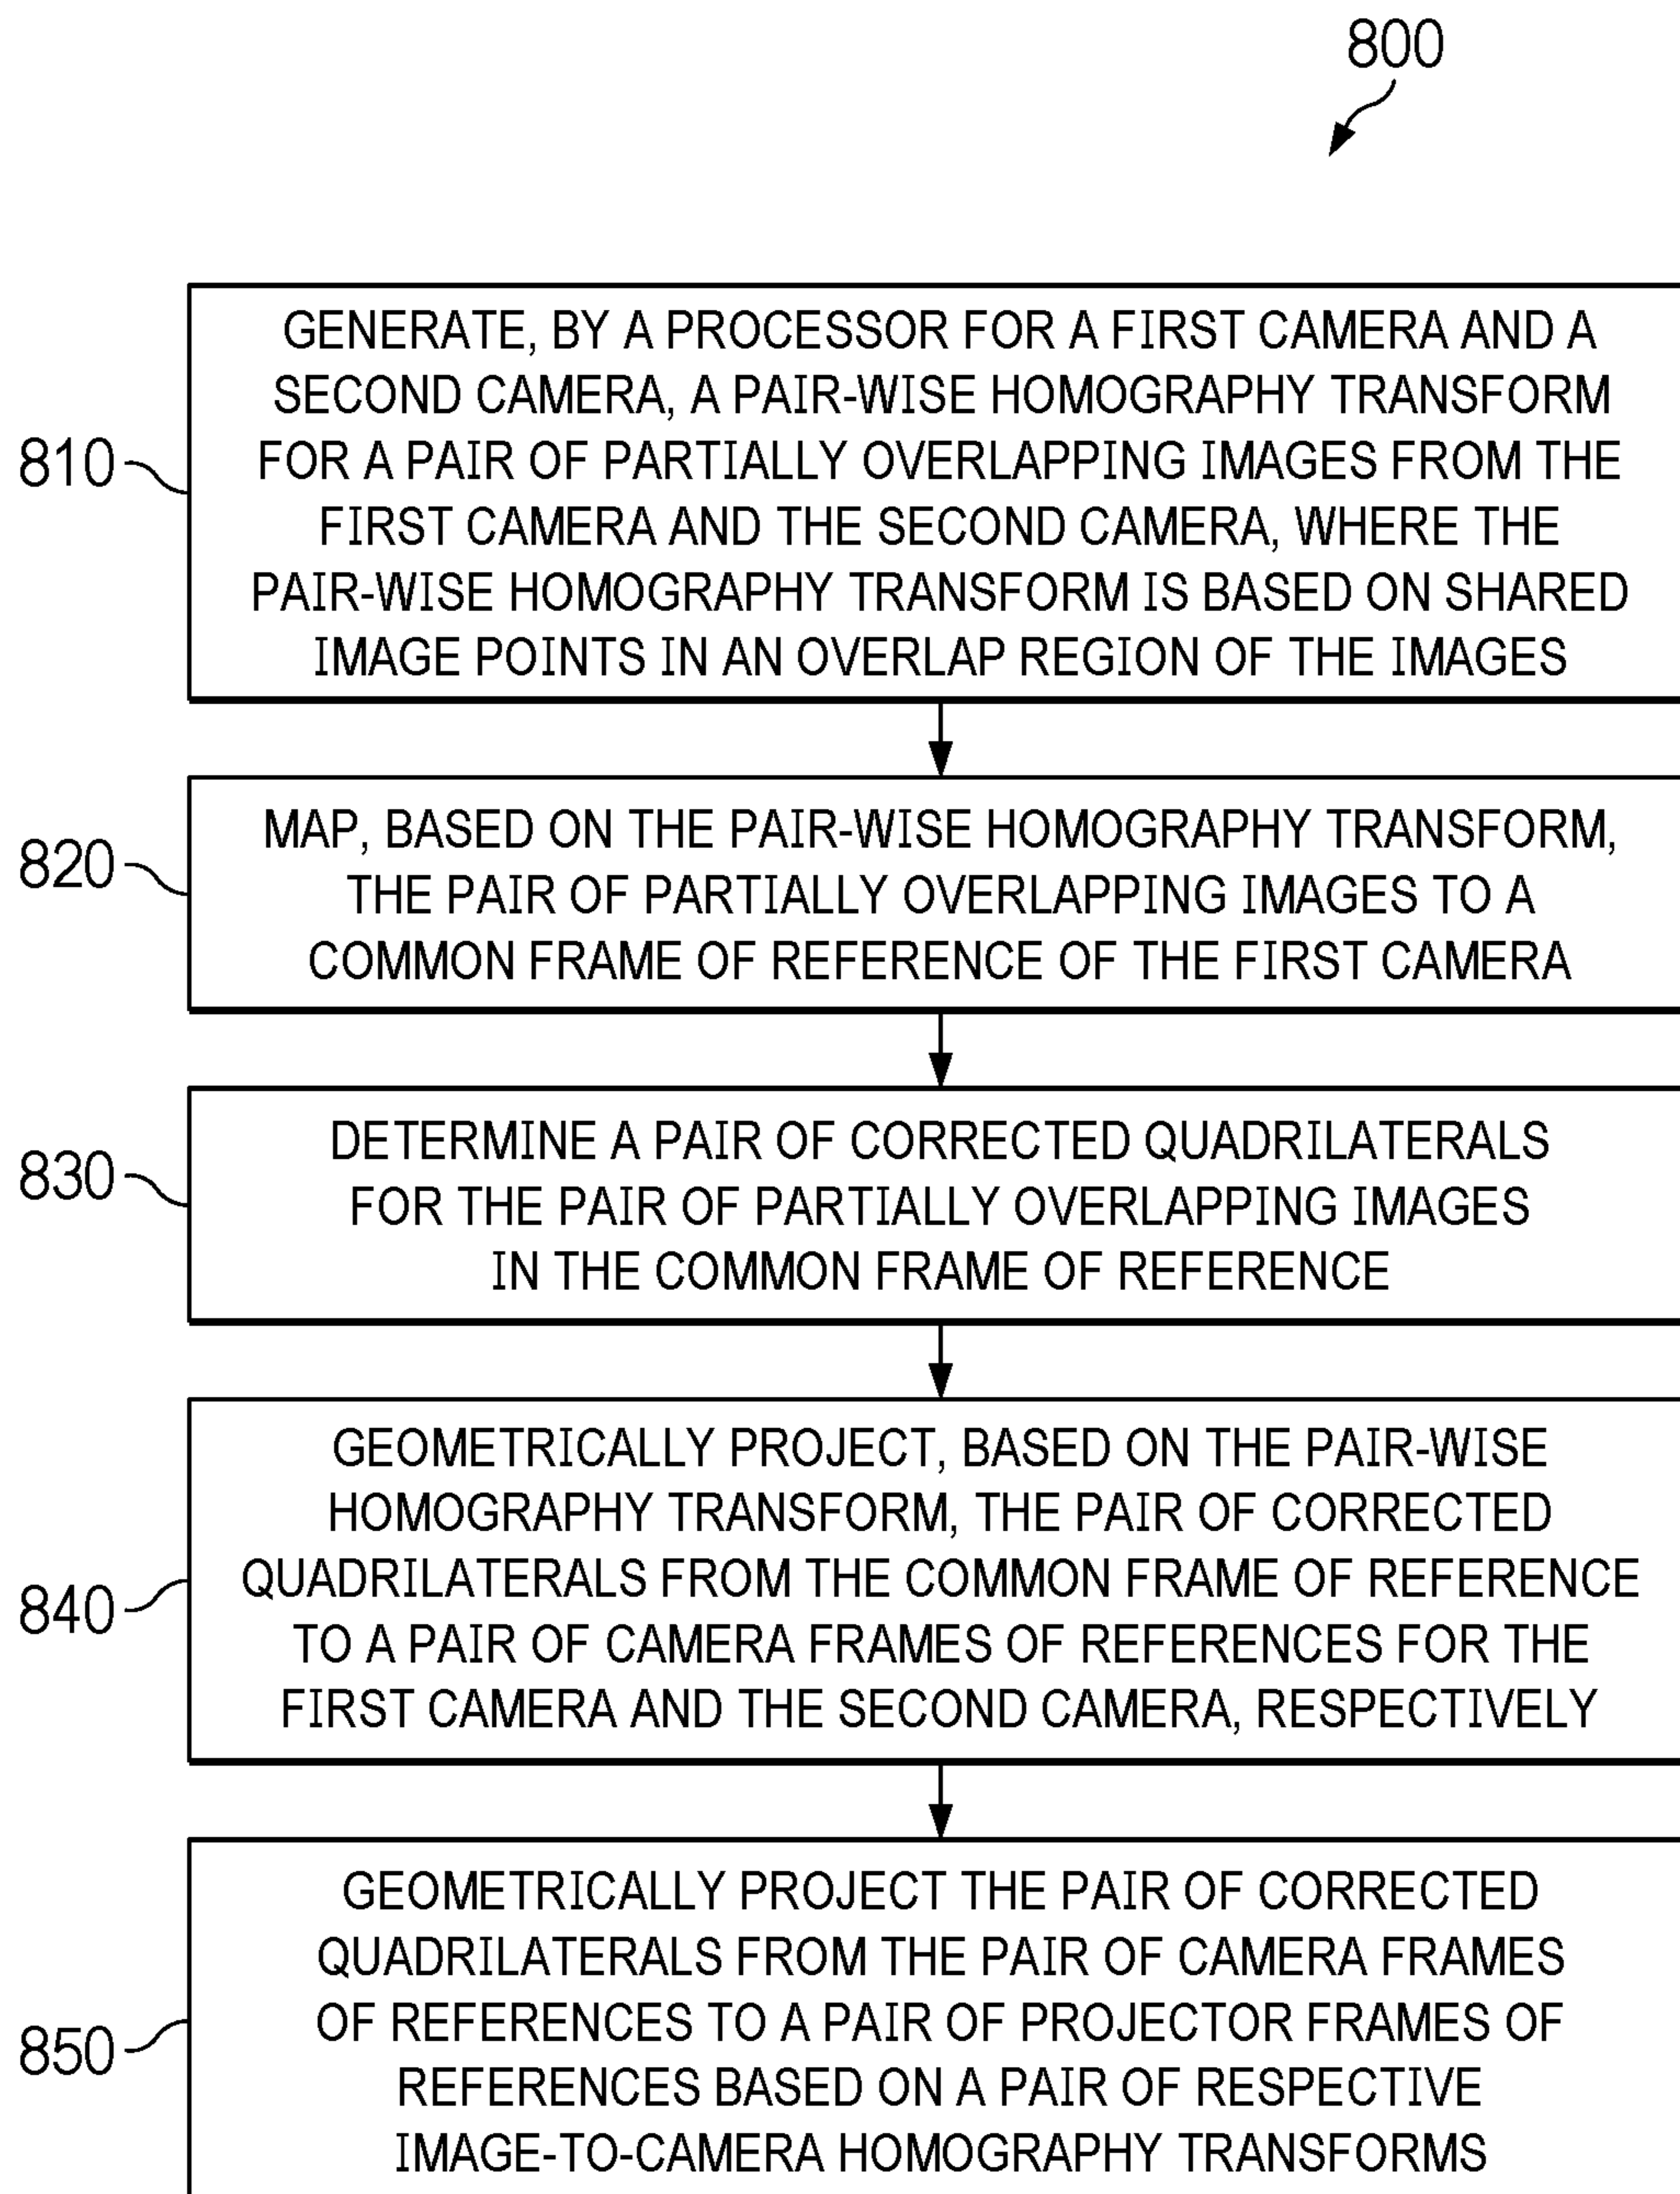 800
810
GENERATE, BY A PROCESSOR FOR A FIRST CAMERA AND A
SECOND CAMERA, A PAIR-WISE HOMOGRAPHY TRANSFORM
FOR A PAIR OF PARTIALLY OVERLAPPING IMAGES FROM THE
FIRST CAMERA AND THE SECOND CAMERA, WHERE THE
PAIR-WISE HOMOGRAPHY TRANSFORM IS BASED ON SHARED
IMAGE POINTS IN AN OVERLAP REGION OF THE IMAGES
820
MAP, BASED ON THE PAIR-WISE HOMOGRAPHY TRANSFORM,
THE PAIR OF PARTIALLY OVERLAPPING IMAGES TO A
COMMON FRAME OF REFERENCE OF THE FIRST CAMERA
830
DETERMINE A PAIR OF CORRECTED QUADRILATERALS
FOR THE PAIR OF PARTIALLY OVERLAPPING IMAGES
IN THE COMMON FRAME OF REFERENCE
840
GEOMETRICALLY PROJECT, BASED ON THE PAIR-WISE
HOMOGRAPHY TRANSFORM, THE PAIR OF CORRECTED
QUADRILATERALS FROM THE COMMON FRAME OF REFERENCE
TO A PAIR OF CAMERA FRAMES OF REFERENCES FOR THE
FIRST CAMERA AND THE SECOND CAMERA, RESPECTIVELY
850
GEOMETRICALLY PROJECT THE PAIR OF CORRECTED
QUADRILATERALS FROM THE PAIR OF CAMERA FRAMES
OF REFERENCES TO A PAIR OF PROJECTOR FRAMES OF
REFERENCES BASED ON A PAIR OF RESPECTIVE
IMAGE-TO-CAMERA HOMOGRAPHY TRANSFORMS